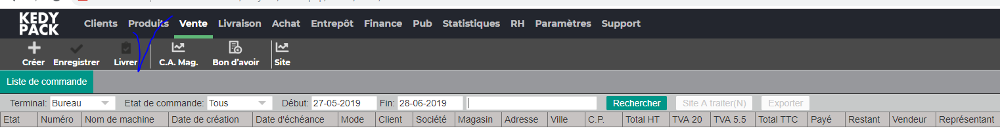 KEDY PACK
Clients Produits Vente Livraison Achat Entrepôt Finance Pub Statistiques RH Paramètres Support
Créer Enregistrer Livrer C.A. Mag. Bon d'avoir Site
Liste de commande
Terminal: Bureau Etat de commande: Tous Début: 27-05-2019 Fin: 28-06-2019 Rechercher Site A traiter(N) Exporter
Etat Numéro Nom de machine Date de création Date d'échéance Mode Client Société Magasin Adresse Ville C.P. Total HT TVA 20 TVA 5.5 Total TTC Payé Restant Vendeur Représentant